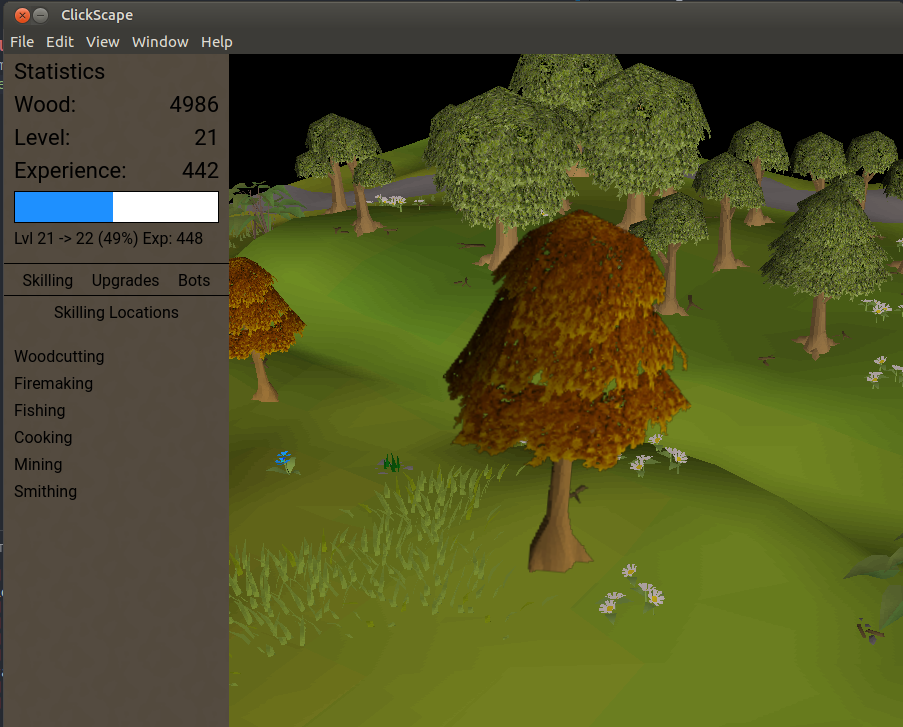 ClickScape
File Edit View Window Help
Statistics
Wood: 4986
Level: 21
Experience: 442
Lvl 21 -> 22 (49%) Exp: 448
Skilling Upgrades Bots
Skilling Locations
Woodcutting
Firemaking
Fishing
Cooking
Mining
Smithing